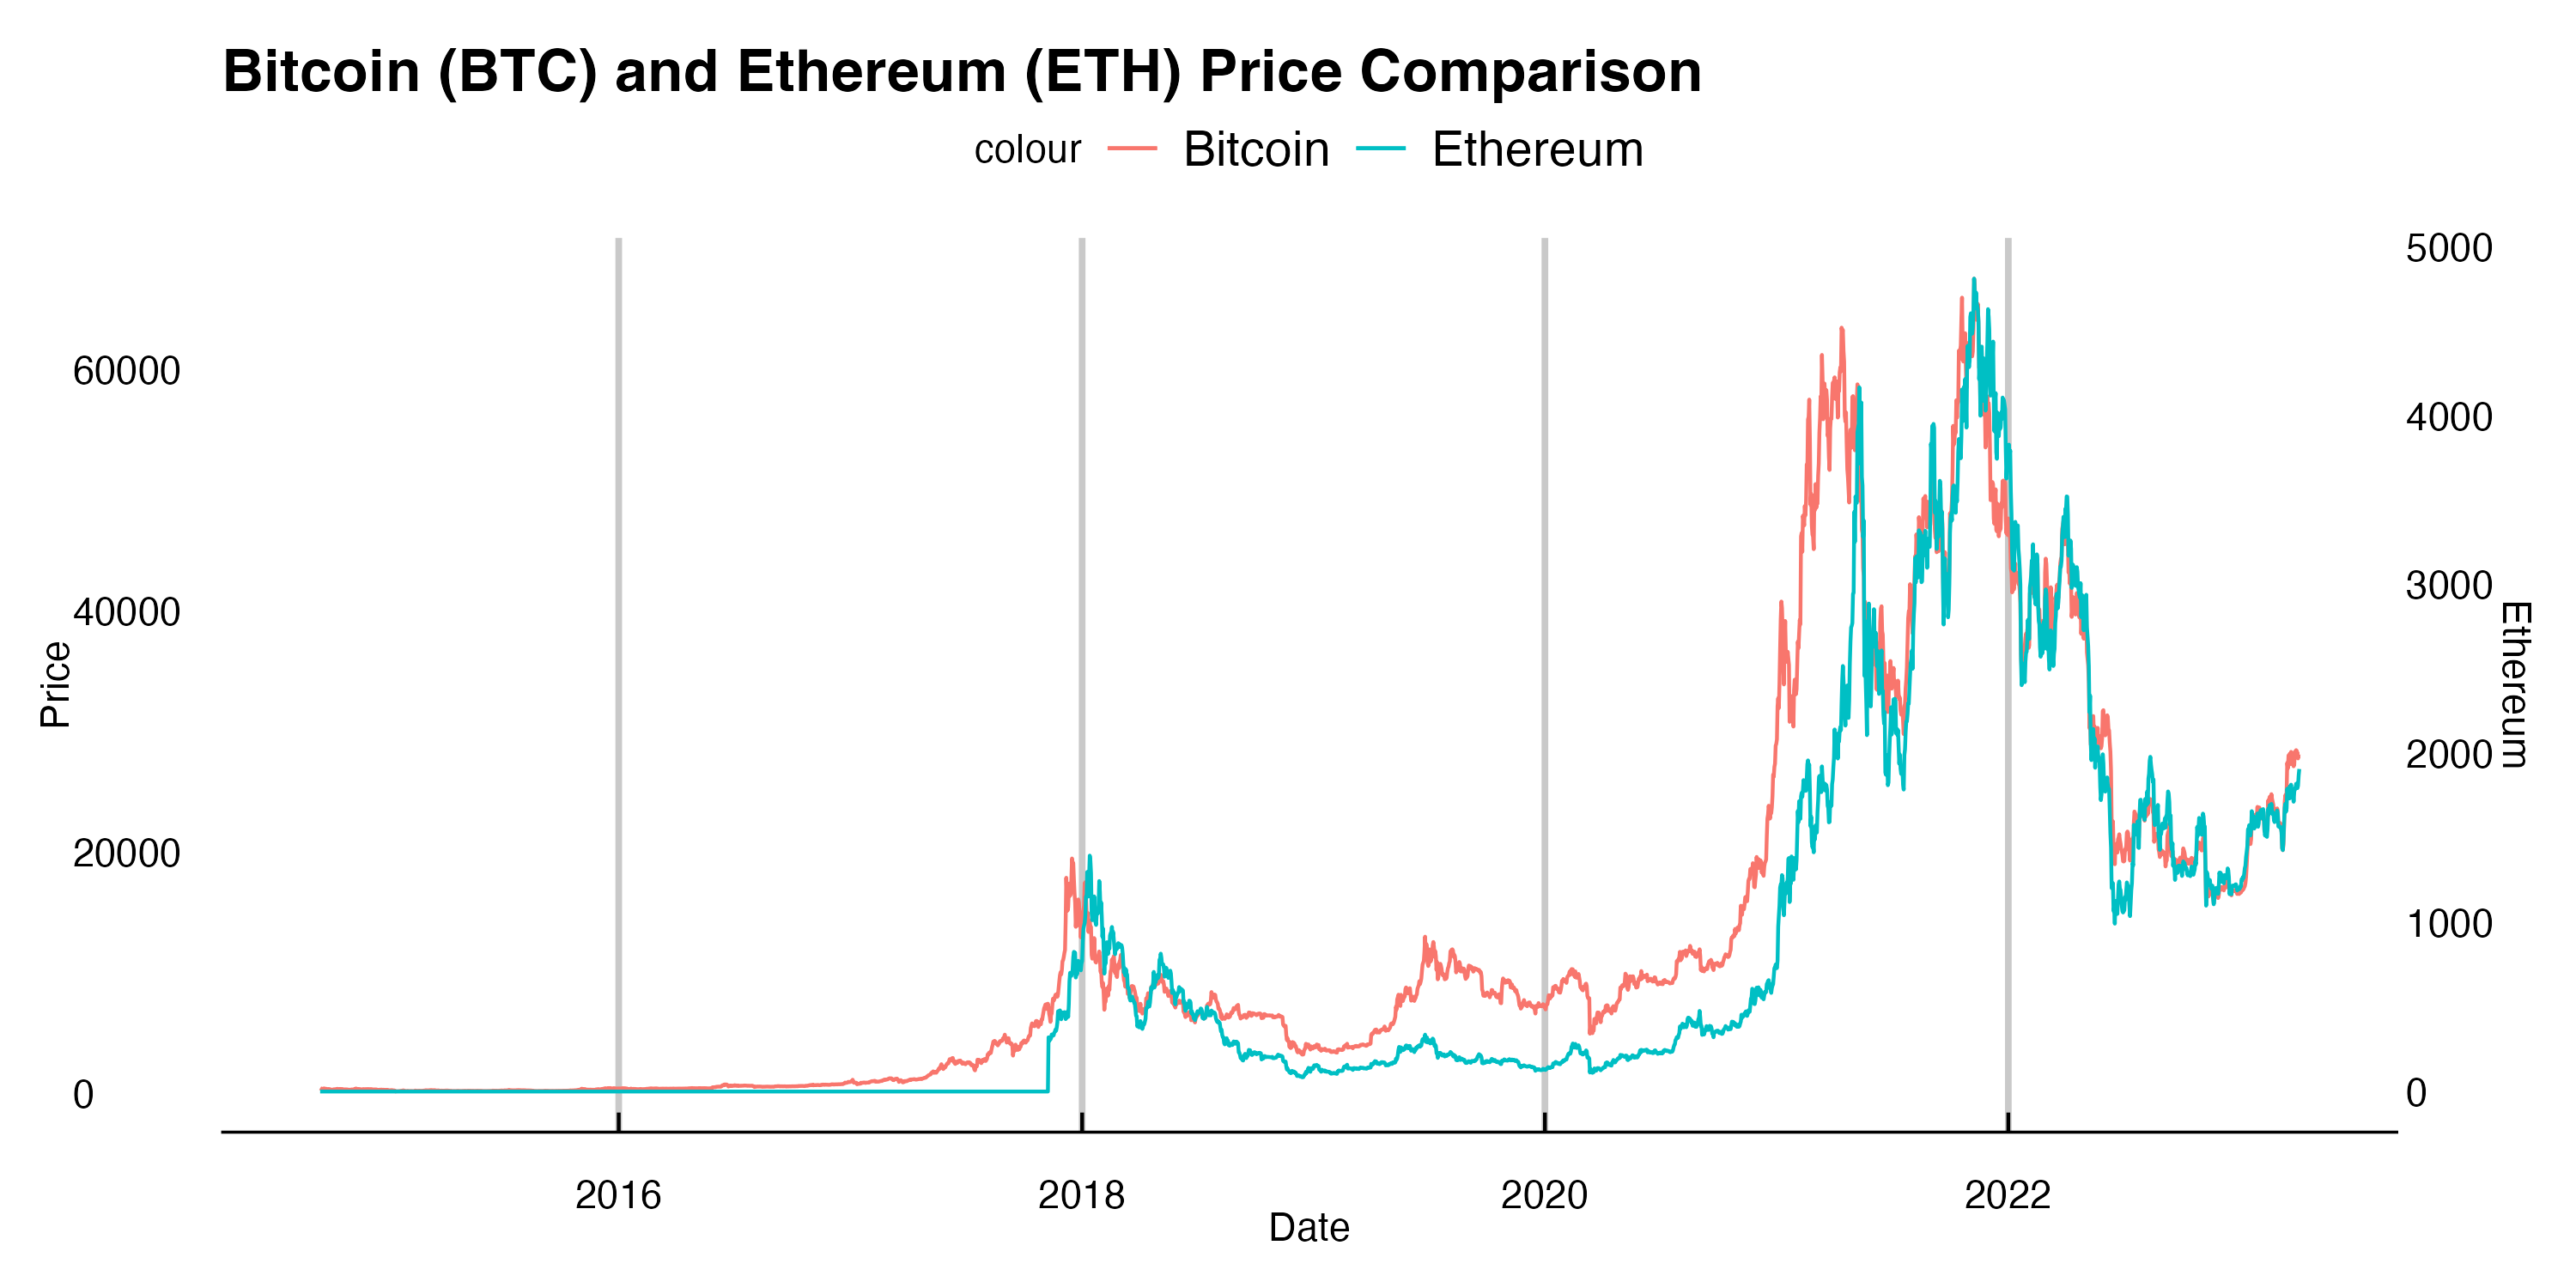 Bitcoin (BTC) and Ethereum (ETH) Price Comparison
colour Bitcoin Ethereum
5000
60000
4000
40000
3000
Price
Ethereum
2000
20000
1000
0
0
2016 2018 2020 2022
Date